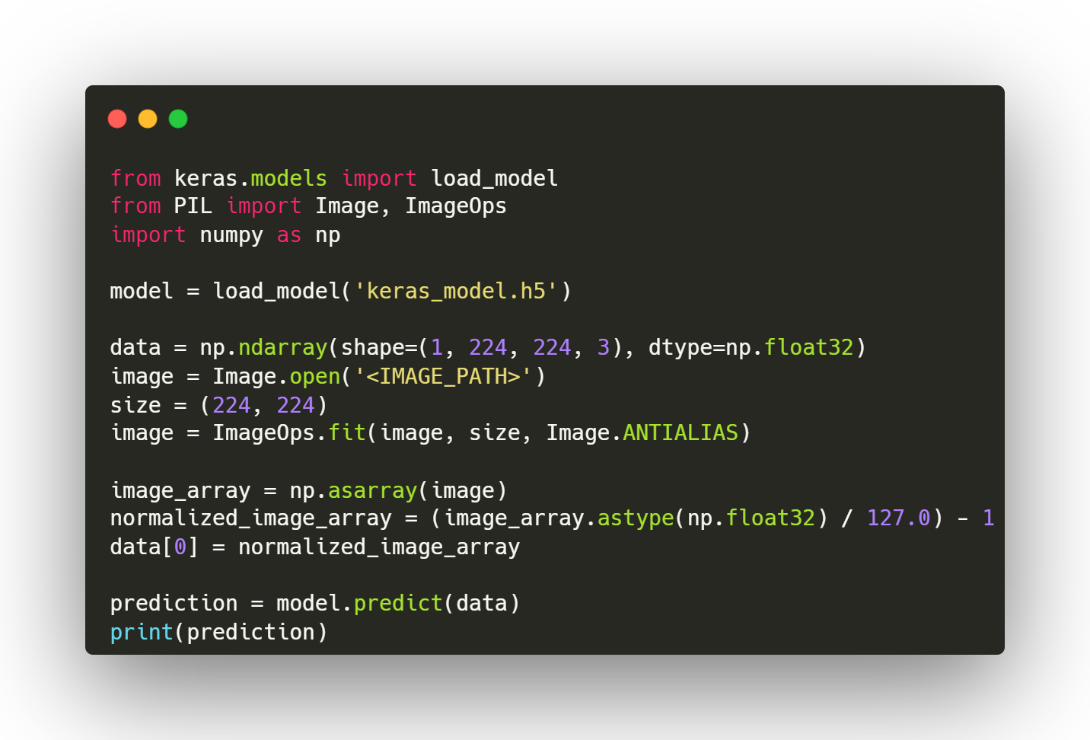 from keras.models import load_model
from PIL import Image, ImageOps
import numpy as np

model = load_model('keras_model.h5')

data = np.ndarray(shape=(1, 224, 224, 3), dtype=np.float32)
image = Image.open('<IMAGE_PATH>')
size = (224, 224)
image = ImageOps.fit(image, size, Image.ANTIALIAS)

image_array = np.asarray(image)
normalized_image_array = (image_array.astype(np.float32) / 127.0) - 1
data[0] = normalized_image_array

prediction = model.predict(data)
print(prediction)